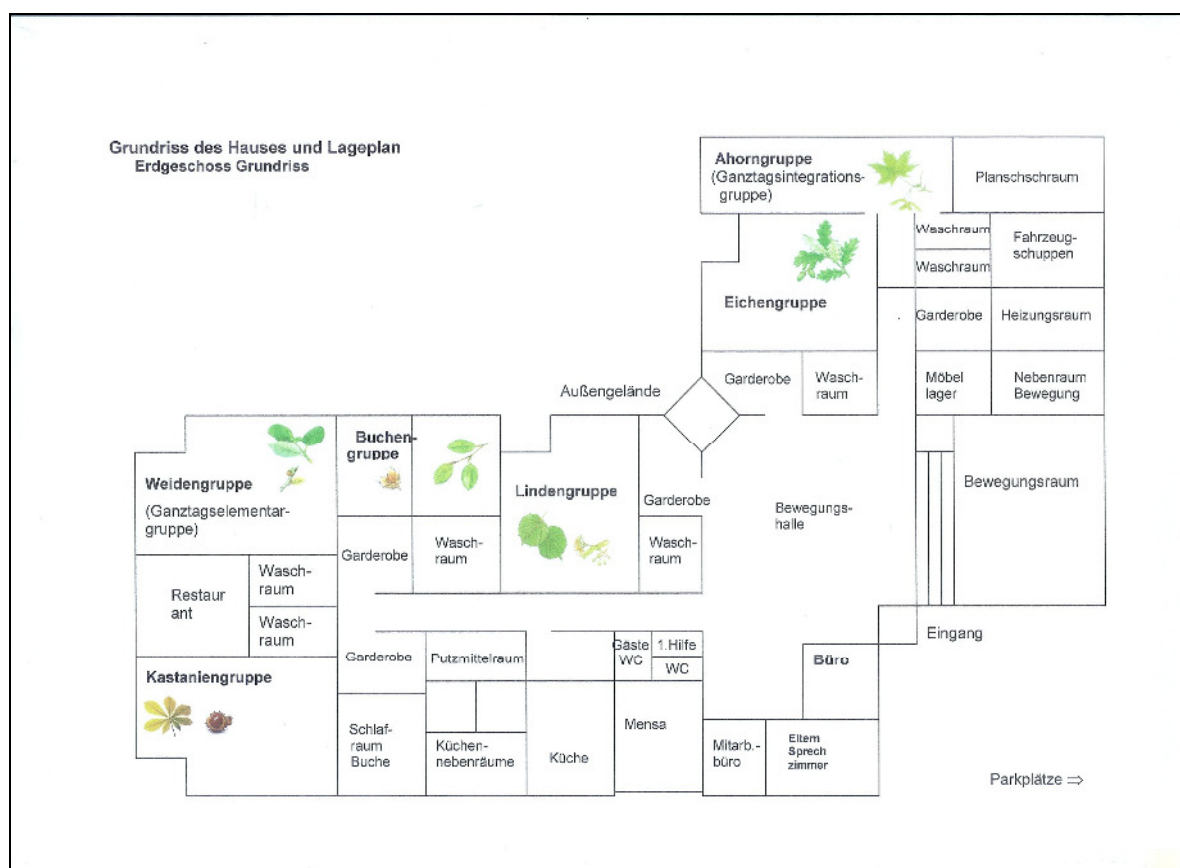 Grundriss des Hauses und Lageplan
Erdgeschoss Grundriss
Ahorngruppe
(Ganztagsintegrations-
gruppe)
Planschschraum
Waschraum
Waschraum
Fahrzeug-
schuppen
Eichengruppe
Garderobe
Heizungsraum
Garderobe
Wasch-
raum
Möbel
lager
Nebenraum
Bewegung
Außengelände
Weidengruppe
(Ganztagselementar-
gruppe)
Buchen-
gruppe
Lindengruppe
Garderobe
Bewegungs-
halle
Bewegungsraum
Garderobe
Wasch-
raum
Wasch-
raum
Restaur
ant
Wasch-
raum
Wasch-
raum
Eingang
Kastaniengruppe
Garderobe
Putzmittelraum
Gäste
WC
1.Hilfe
WC
Büro
Schlaf-
raum
Buche
Küchen-
nebenräume
Küche
Mensa
Mitarb.-
büro
Eltern
Sprech
zimmer
Parkplätze ⇒